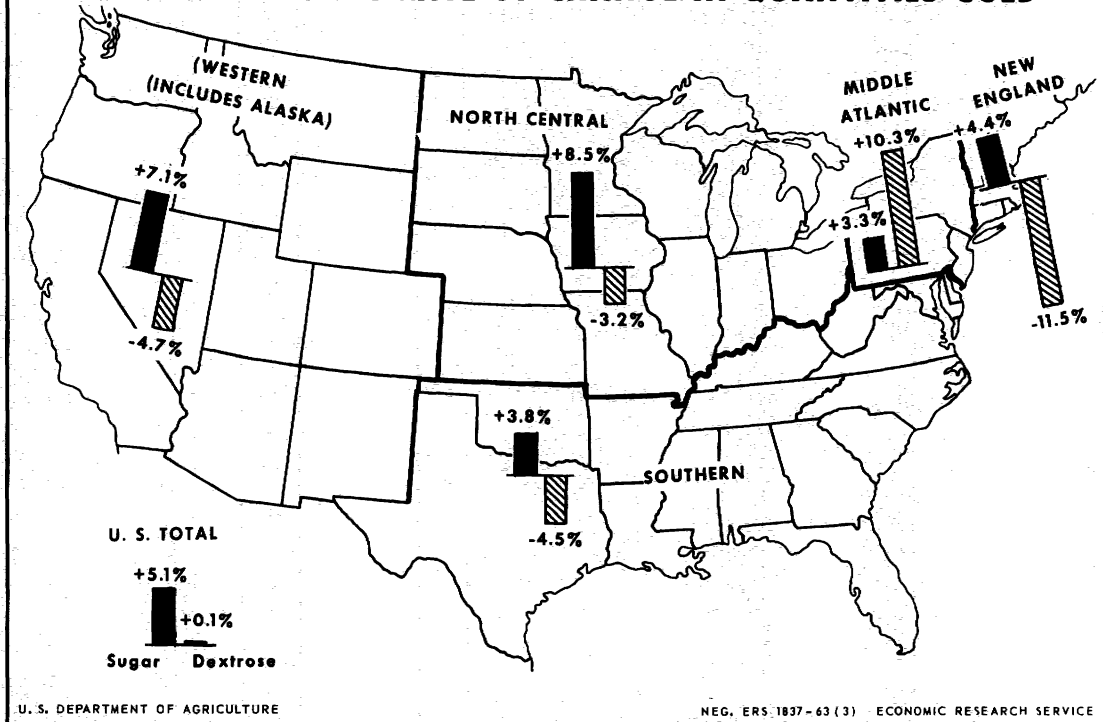 (WESTERN
(INCLUDES ALASKA)
+7.1%
-4.7%
NORTH CENTRAL
+8.5%
-3.2%
MIDDLE
ATLANTIC
+10.3%
+3.3%
NEW
ENGLAND
+4.4%
-11.5%
+3.8%
SOUTHERN
-4.5%
U. S. TOTAL
+5.1%
+0.1%
Sugar Dextrose
U. S. DEPARTMENT OF AGRICULTURE
NEG. ERS 1837-63 (3) ECONOMIC RESEARCH SERVICE